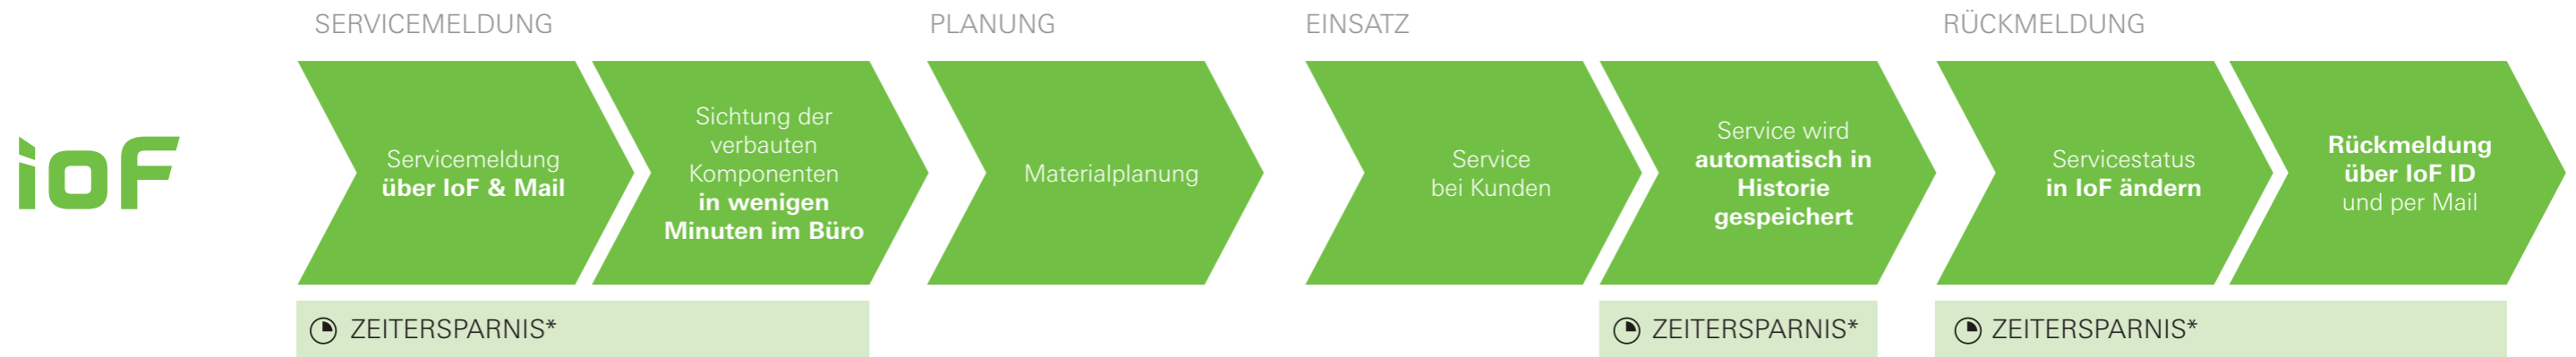 SERVICEMELDUNG
PLANUNG
EINSATZ
RÜCKMELDUNG
ioF
Servicemeldung
über IoF & Mail
Sichtung der
verbauten
Komponenten
in wenigen
Minuten im Büro
Materialplanung
Service
bei Kunden
Service wird
automatisch in
Historie
gespeichert
Servicestatus
in IoF ändern
Rückmeldung
über IoF ID
und per Mail
ZEITERSPARNIS*
ZEITERSPARNIS*
ZEITERSPARNIS*